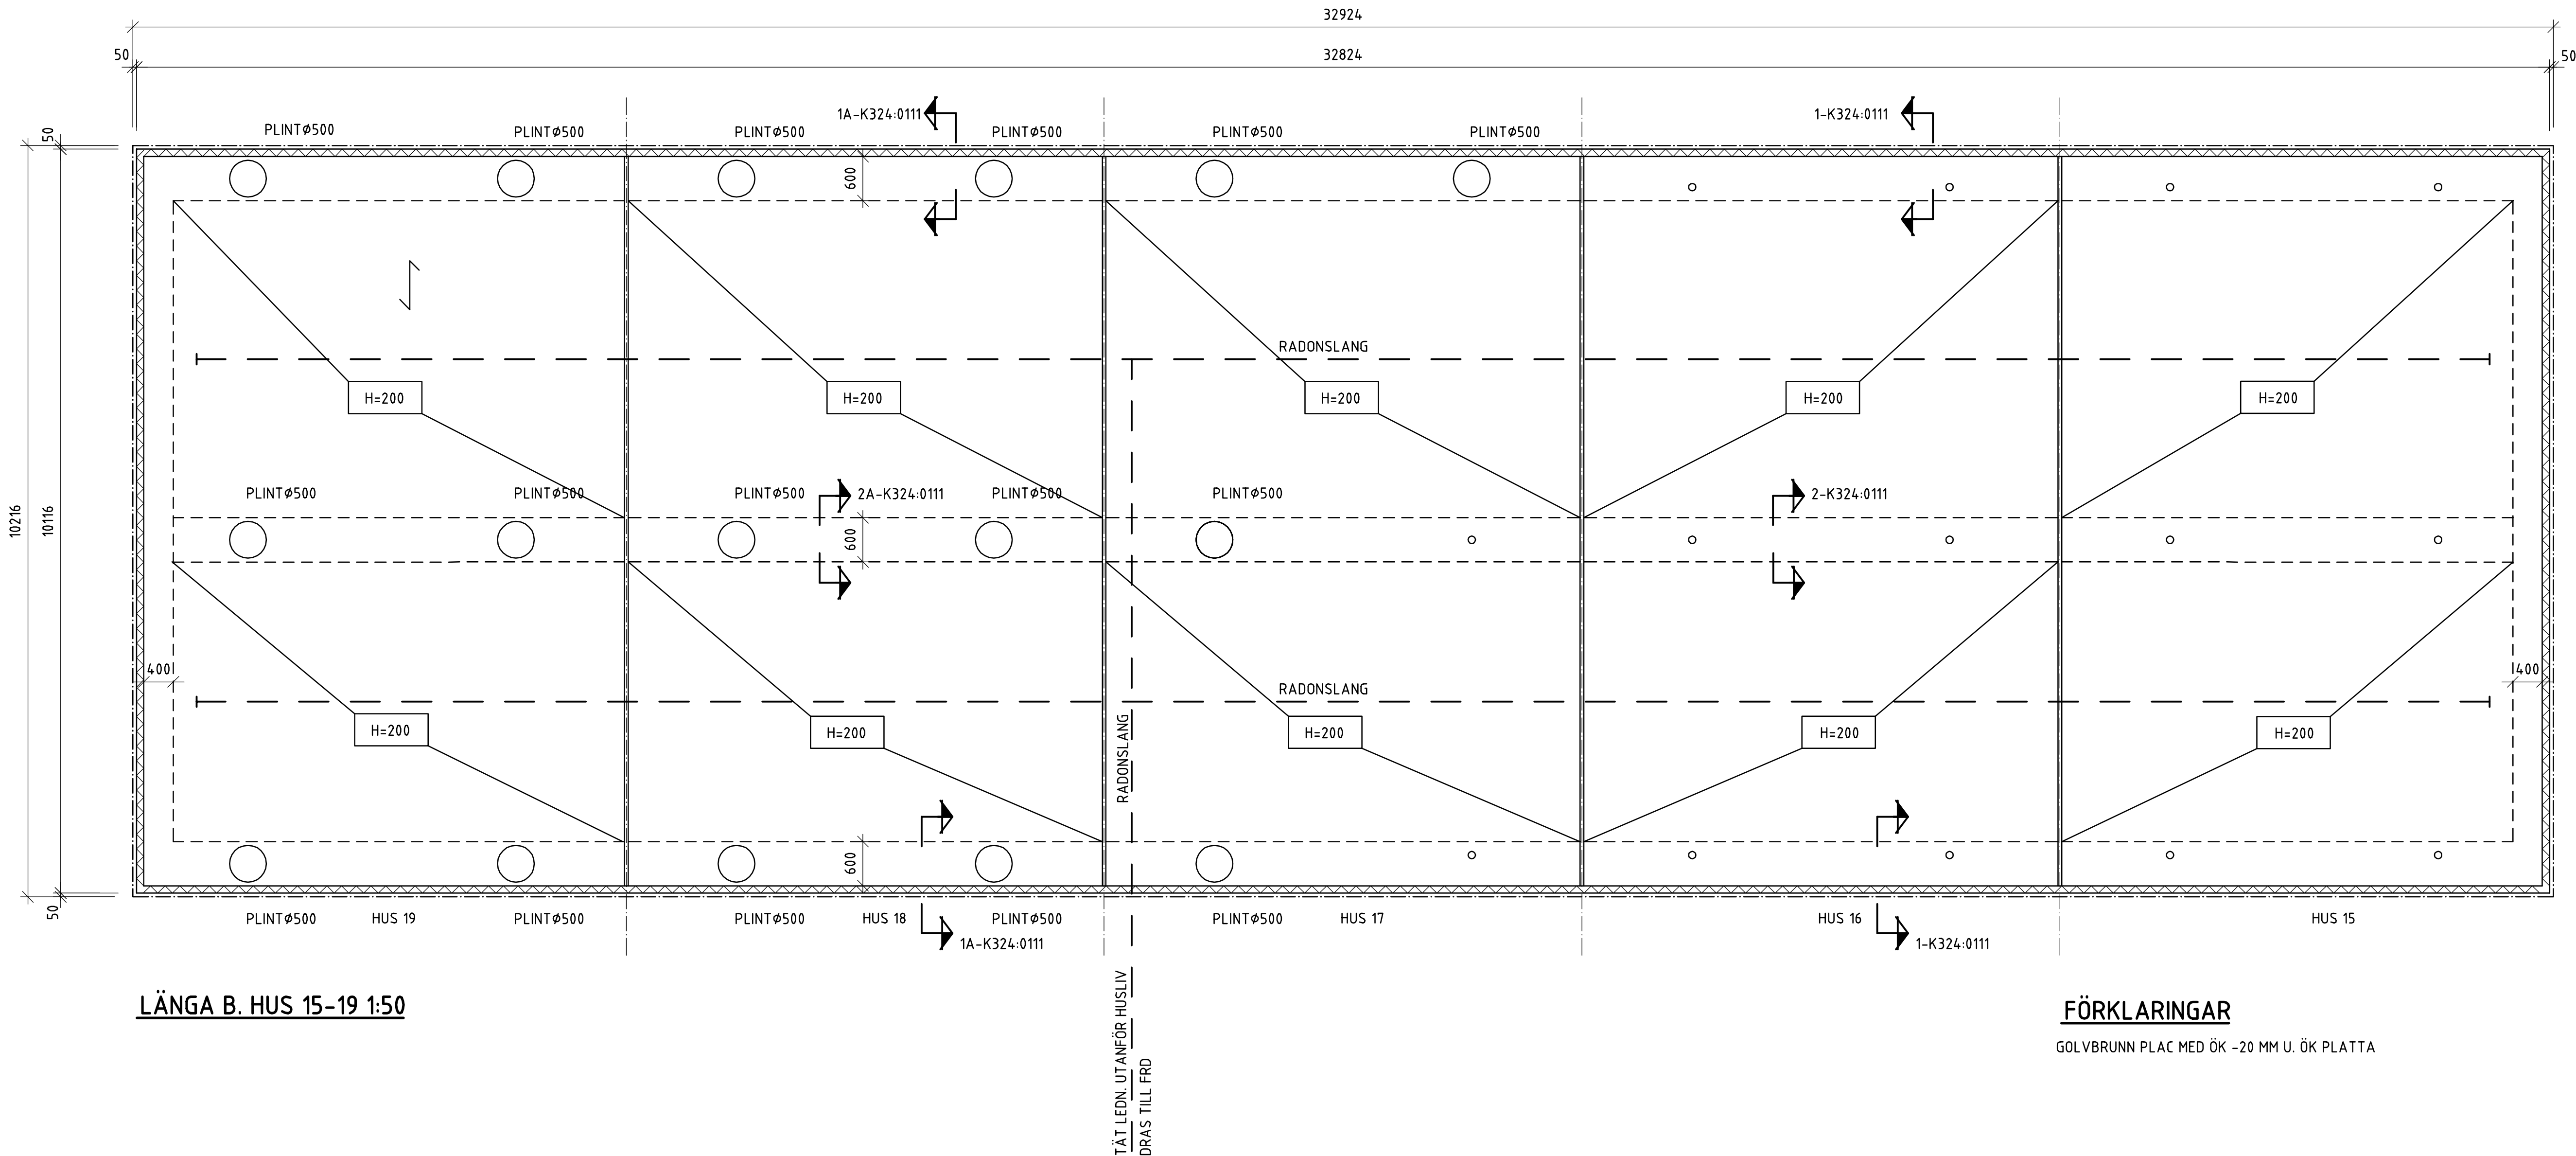 32924
50
32824
50
1A-K324:0111
1-K324:0111
50
PLINTØ500
PLINTØ500
PLINTØ500
PLINTØ500
PLINTØ500
PLINTØ500
600
RADONSLANG
H=200
H=200
H=200
H=200
H=200
10216
10116
PLINTØ500
PLINTØ500
PLINTØ500
2A-K324:0111
PLINTØ500
PLINTØ500
2-K324:0111
600
400
400
RADONSLANG
RADONSLANG
H=200
H=200
H=200
H=200
H=200
600
50
PLINTØ500
HUS 19
PLINTØ500
PLINTØ500
HUS 18
PLINTØ500
PLINTØ500
HUS 17
HUS 16
HUS 15
1A-K324:0111
1-K324:0111
LÄNGA B. HUS 15-19 1:50
TÄT LEDN. UTANFÖR HUSLIV
DRAS TILL FRD
FÖRKLARINGAR
GOLVBRUNN PLAC MED ÖK -20 MM U. ÖK PLATTA